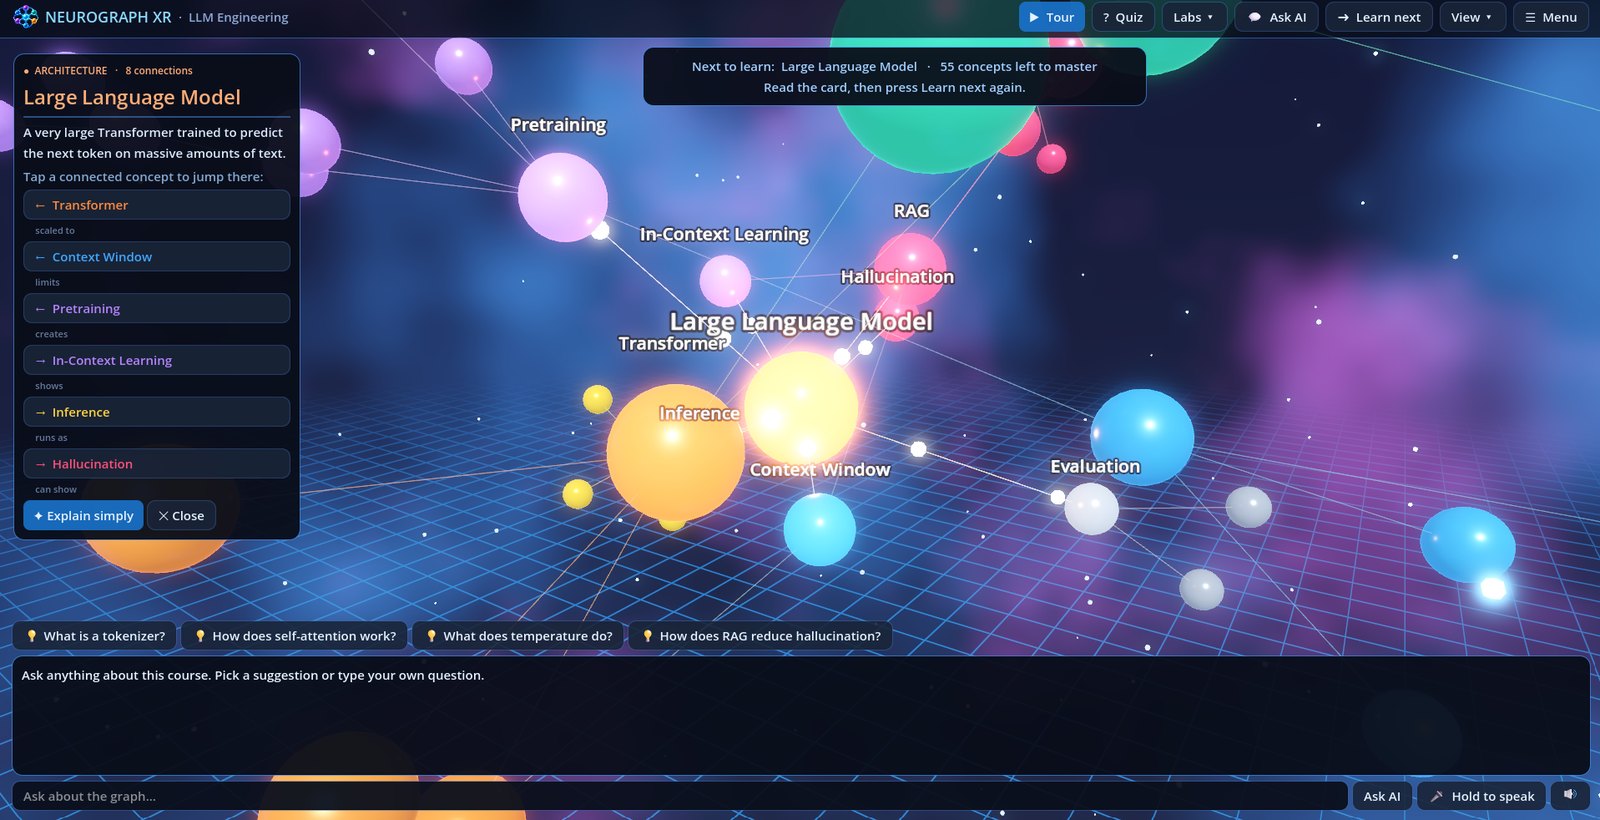 NEUROGRAPH XR · LLM Engineering
▶ Tour
? Quiz
Labs ▾
Ask AI
→ Learn next
View ▾
☰ Menu
● ARCHITECTURE · 8 connections
Large Language Model
A very large Transformer trained to predict
the next token on massive amounts of text.
Tap a connected concept to jump there:
← Transformer
scaled to
← Context Window
limits
← Pretraining
creates
→ In-Context Learning
shows
→ Inference
runs as
→ Hallucination
can show
✦ Explain simply
✕ Close
Next to learn: Large Language Model · 55 concepts left to master
Read the card, then press Learn next again.
Pretraining
RAG
In-Context Learning
Hallucination
Large Language Model
Transformer
Inference
Context Window
Evaluation
What is a tokenizer?
How does self-attention work?
What does temperature do?
How does RAG reduce hallucination?
Ask anything about this course. Pick a suggestion or type your own question.
Ask about the graph...
Ask AI
Hold to speak